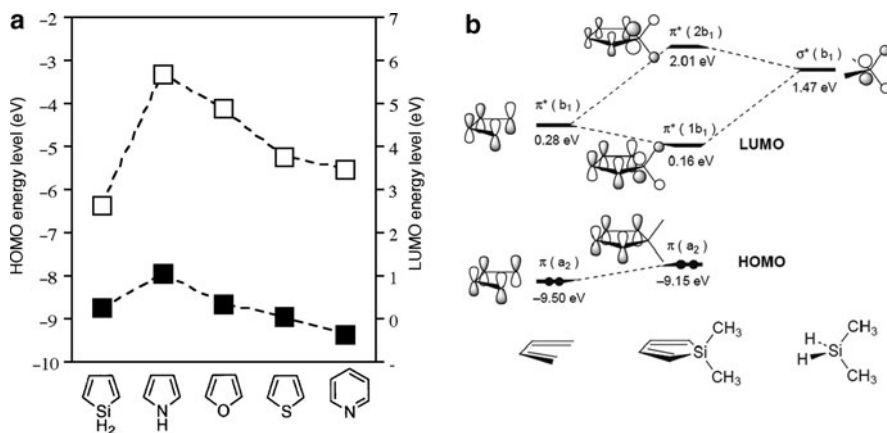 a
HOMO energy level (eV)
-2
-3
-4
-5
-6
-7
-8
-9
-10
7
6
5
4
3
2
1
0
-
LUMO energy level (eV)
Si
H2
N
H
O
S
N
b
π* (2b1)
2.01 eV
σ* (b1)
1.47 eV
π* (b1)
0.28 eV
π* (1b1)
0.16 eV
LUMO
π (a2)
–9.50 eV
π (a2)
–9.15 eV
HOMO
CH3
Si
CH3
H
H
Si
CH3
CH3